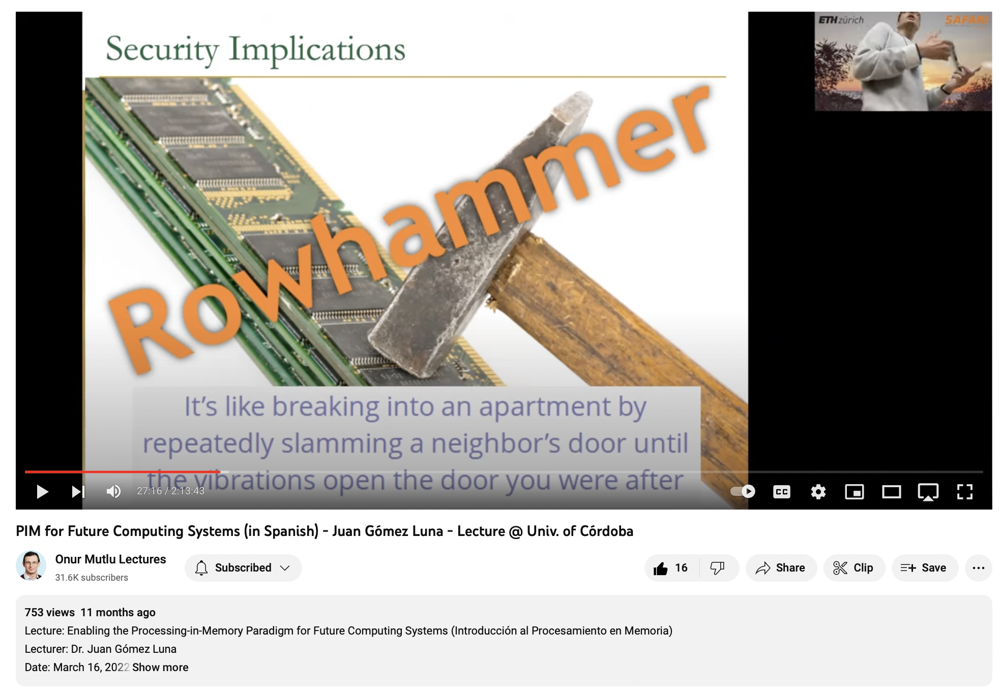 Security Implications
ETH zürich
SAFARI
Rowhammer
It's like breaking into an apartment by
repeatedly slamming a neighbor's door until
the vibrations open the door you were after
27:16 / 2:13:43
CC
PIM for Future Computing Systems (in Spanish) - Juan Gómez Luna - Lecture @ Univ. of Córdoba
Onur Mutlu Lectures
31.6K subscribers
Subscribed
16
Share
Clip
Save
753 views 11 months ago
Lecture: Enabling the Processing-in-Memory Paradigm for Future Computing Systems (Introducción al Procesamiento en Memoria)
Lecturer: Dr. Juan Gómez Luna
Date: March 16, 2022 Show more